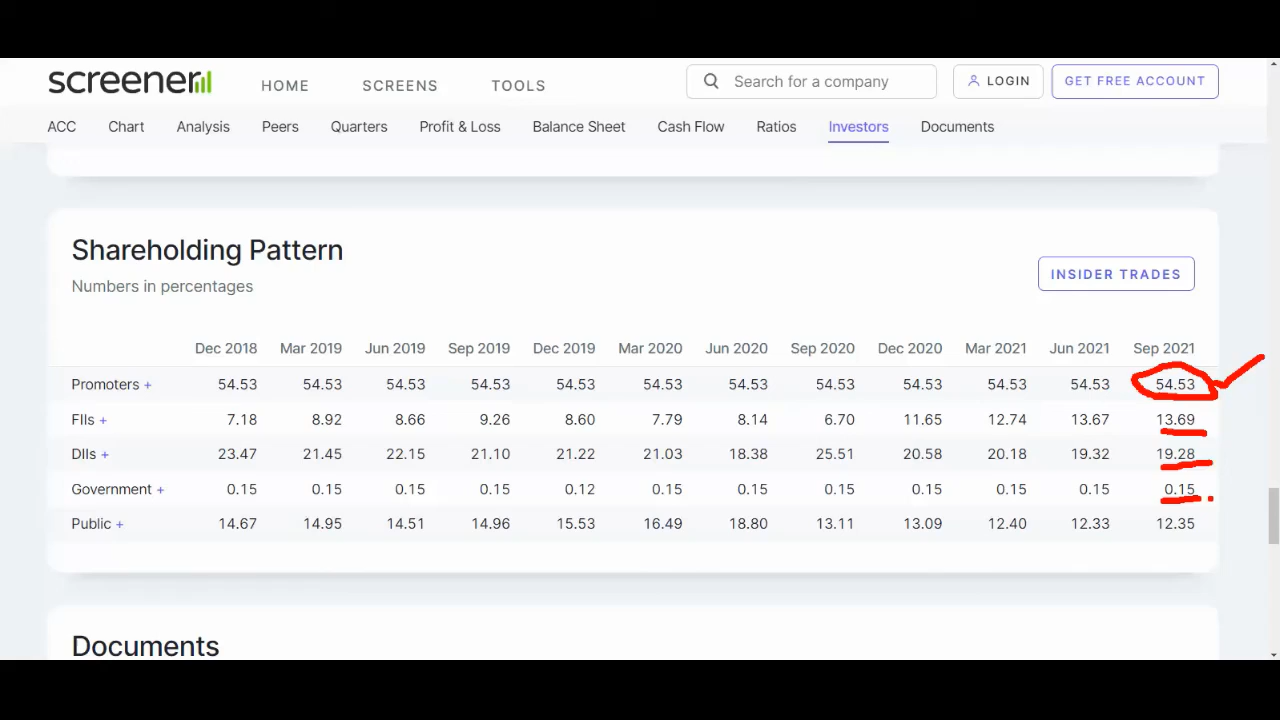 screener HOME SCREENS TOOLS Search for a company LOGIN GET FREE ACCOUNT
ACC Chart Analysis Peers Quarters Profit & Loss Balance Sheet Cash Flow Ratios Investors Documents
Shareholding Pattern
Numbers in percentages
INSIDER TRADES
Dec 2018 Mar 2019 Jun 2019 Sep 2019 Dec 2019 Mar 2020 Jun 2020 Sep 2020 Dec 2020 Mar 2021 Jun 2021 Sep 2021
Promoters + 54.53 54.53 54.53 54.53 54.53 54.53 54.53 54.53 54.53 54.53 54.53 54.53
FIIs + 7.18 8.92 8.66 9.26 8.60 7.79 8.14 6.70 11.65 12.74 13.67 13.69
DIIs + 23.47 21.45 22.15 21.10 21.22 21.03 18.38 25.51 20.58 20.18 19.32 19.28
Government + 0.15 0.15 0.15 0.15 0.12 0.15 0.15 0.15 0.15 0.15 0.15 0.15
Public + 14.67 14.95 14.51 14.96 15.53 16.49 18.80 13.11 13.09 12.40 12.33 12.35
Documents